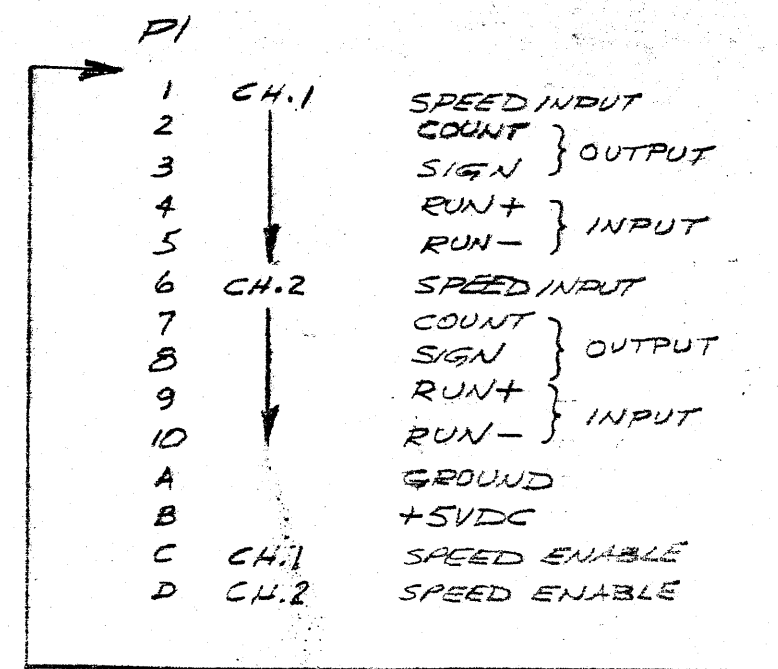 P1
1 CH.1 SPEED INPUT
2 COUNT } OUTPUT
3 SIGN
4 RUN+ } INPUT
5 RUN-
6 CH.2 SPEED INPUT
7 COUNT } OUTPUT
8 SIGN
9 RUN+ } INPUT
10 RUN-
A GROUND
B +5VDC
C CH.1 SPEED ENABLE
D CH.2 SPEED ENABLE